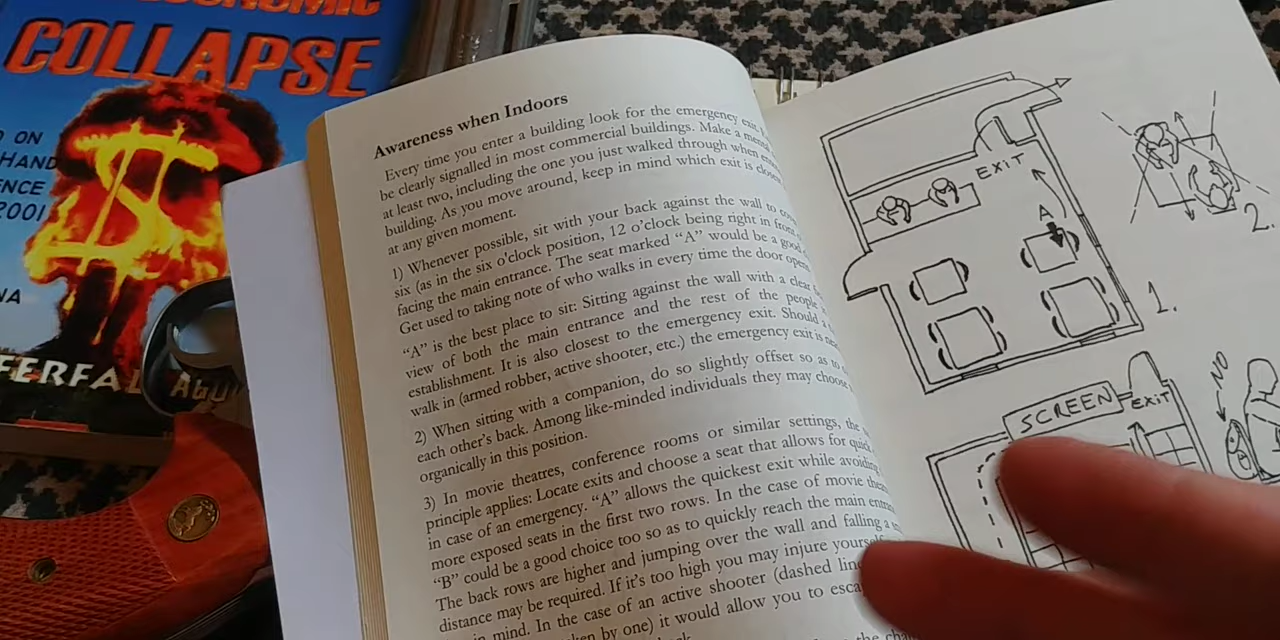 COLLAPSE
D ON
HAND
ENCE
2001
NA
FERFAL
Awareness when Indoors
Every time you enter a building look for the emergency exit.
be clearly signalled in most commercial buildings. Make a mental
at least two, including the one you just walked through when
building. As you move around, keep in mind which exit is
at any given moment.
1) Whenever possible, sit with your back against the wall to
six (as in the six o'clock position, 12 o'clock being right in front
facing the main entrance. The seat marked "A" would be a good
Get used to taking note of who walks in every time the door
"A" is the best place to sit: Sitting against the wall with a clear
view of both the main entrance and the rest of the people
establishment. It is also closest to the emergency exit. Should a
walk in (armed robber, active shooter, etc.) the emergency exit is
2) When sitting with a companion, do so slightly offset so as to
each other's back. Among like-minded individuals they may choose
organically in this position.
3) In movie theatres, conference rooms or similar settings, the
principle applies: Locate exits and choose a seat that allows for
in case of an emergency. "A" allows the quickest exit while avoiding
more exposed seats in the first two rows. In the case of movie
"B" could be a good choice too so as to quickly reach the main
The back rows are higher and jumping over the wall and falling a
distance may be required. If it's too high you may injure
in mind. In the case of an active shooter (dashed
by one) it would allow you to
EXIT
A
1.
2.
SCREEN
EXIT
NO